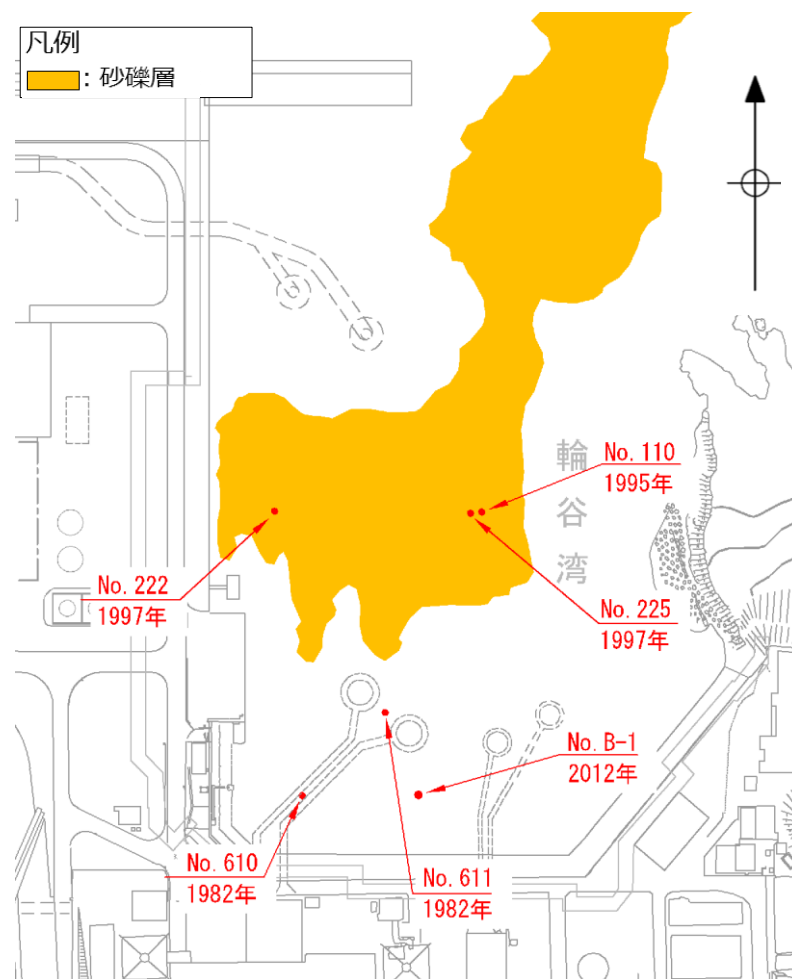 凡例
: 砂礫層
輪谷湾
No. 110
1995年
No. 222
1997年
No. 225
1997年
No. B-1
2012年
No. 610
1982年
No. 611
1982年